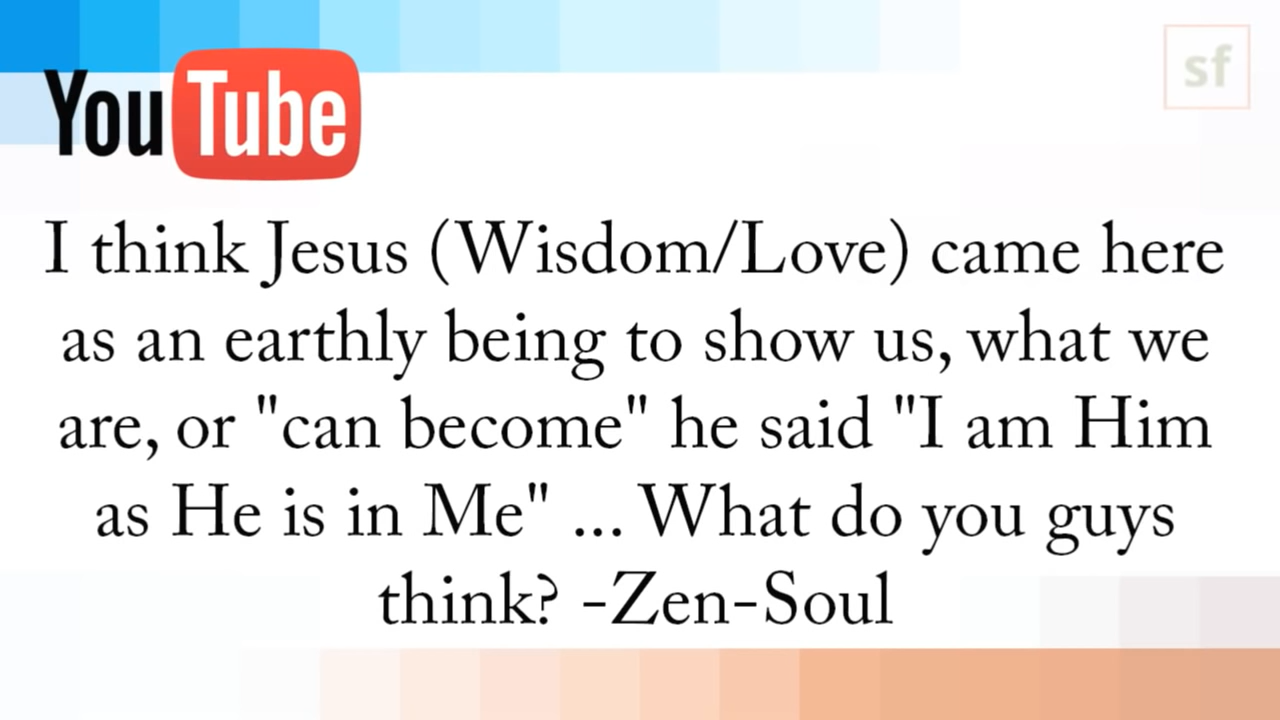 YouTube
sf
I think Jesus (Wisdom/Love) came here
as an earthly being to show us, what we
are, or "can become" he said "I am Him
as He is in Me" ... What do you guys
think? -Zen-Soul